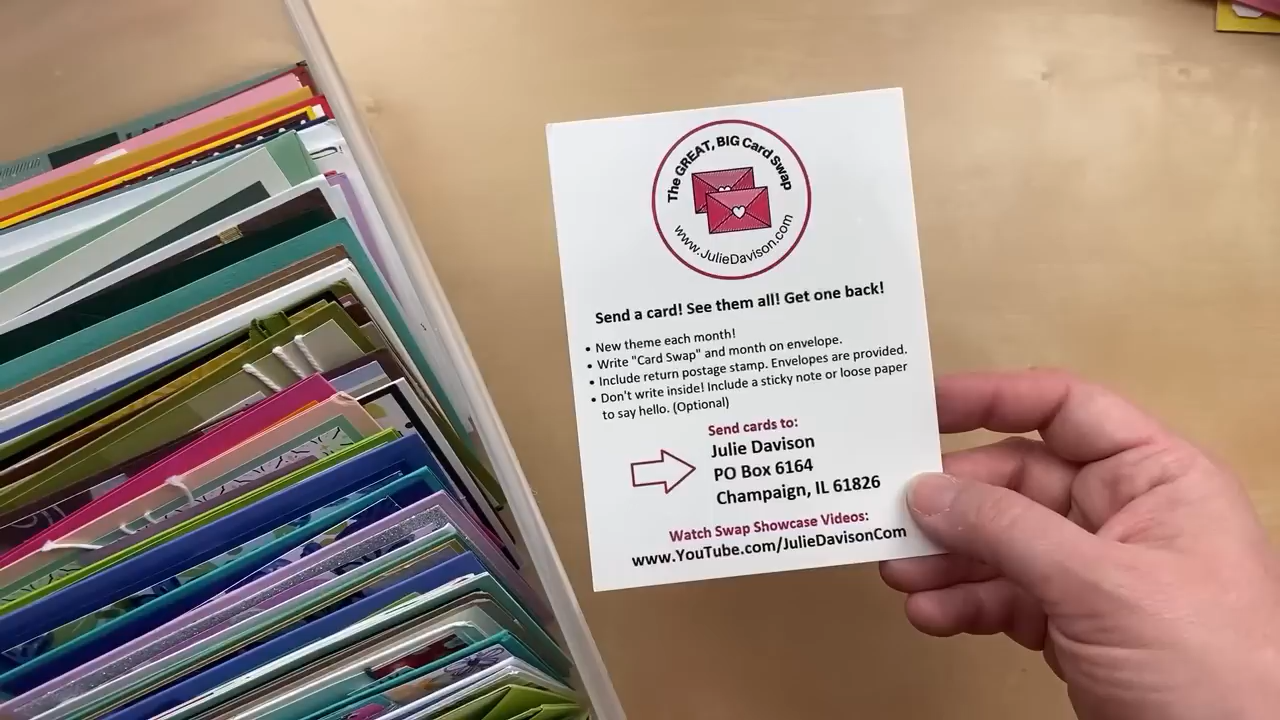 The GREAT, BIG Card Swap
www.JulieDavison.com
Send a card! See them all! Get one back!
• New theme each month!
• Write "Card Swap" and month on envelope.
• Include return postage stamp. Envelopes are provided.
• Don't write inside! Include a sticky note or loose paper
to say hello. (Optional)
Send cards to:
Julie Davison
PO Box 6164
Champaign, IL 61826
Watch Swap Showcase Videos:
www.YouTube.com/JulieDavisonCom